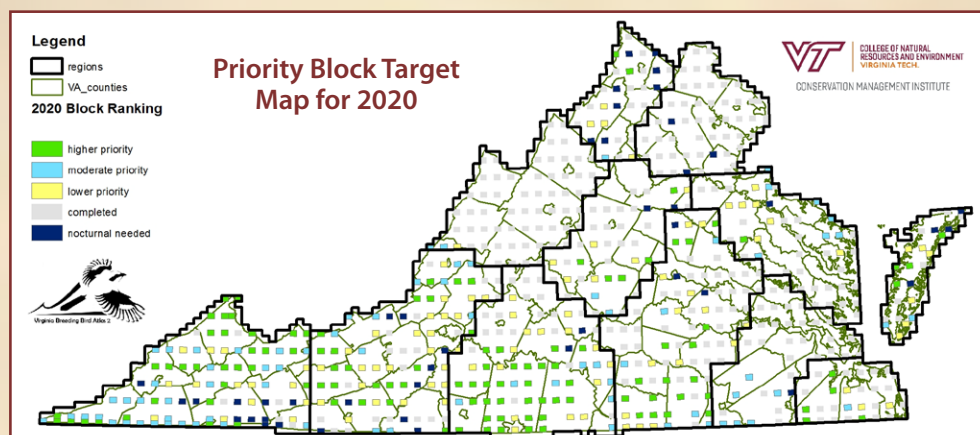 Legend
regions
VA_counties
2020 Block Ranking
higher priority
moderate priority
lower priority
completed
nocturnal needed
Virginia Breeding Bird Atlas 2
Priority Block Target
Map for 2020
VT
COLLEGE OF NATURAL
RESOURCES AND ENVIRONMENT
VIRGINIA TECH.
CONSERVATION MANAGEMENT INSTITUTE